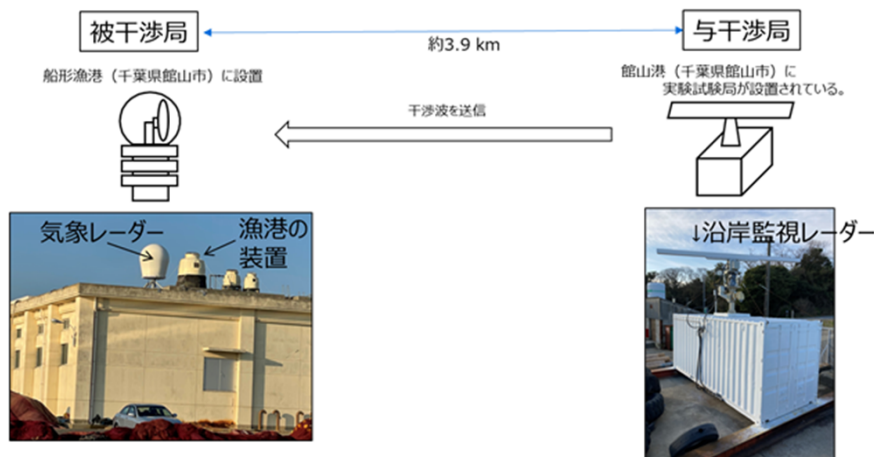 被干渉局
約3.9 km
与干渉局
船形漁港（千葉県館山市）に設置
館山港（千葉県館山市）に
実験試験局が設置されている。
干渉波を送信
気象レーダー
漁港の
装置
↓沿岸監視レーダー